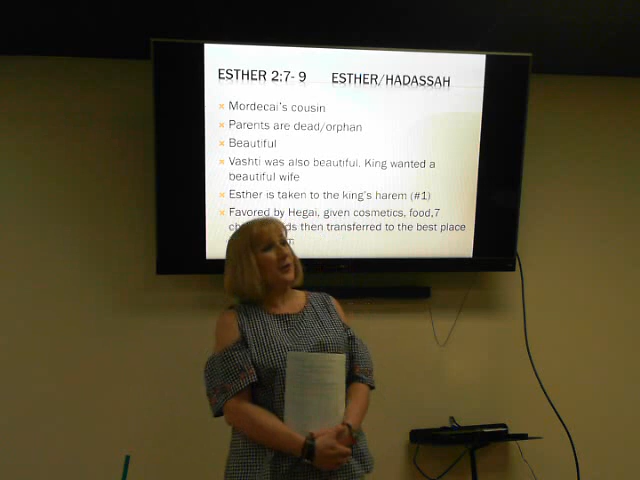 ESTHER 2:7- 9 ESTHER/HADASSAH
Mordecai's cousin
Parents are dead/orphan
Beautiful
Vashti was also beautiful. King wanted a
beautiful wife
Esther is taken to the king's harem (#1)
Favored by Hegai, given cosmetics, food,7
then transferred to the best place